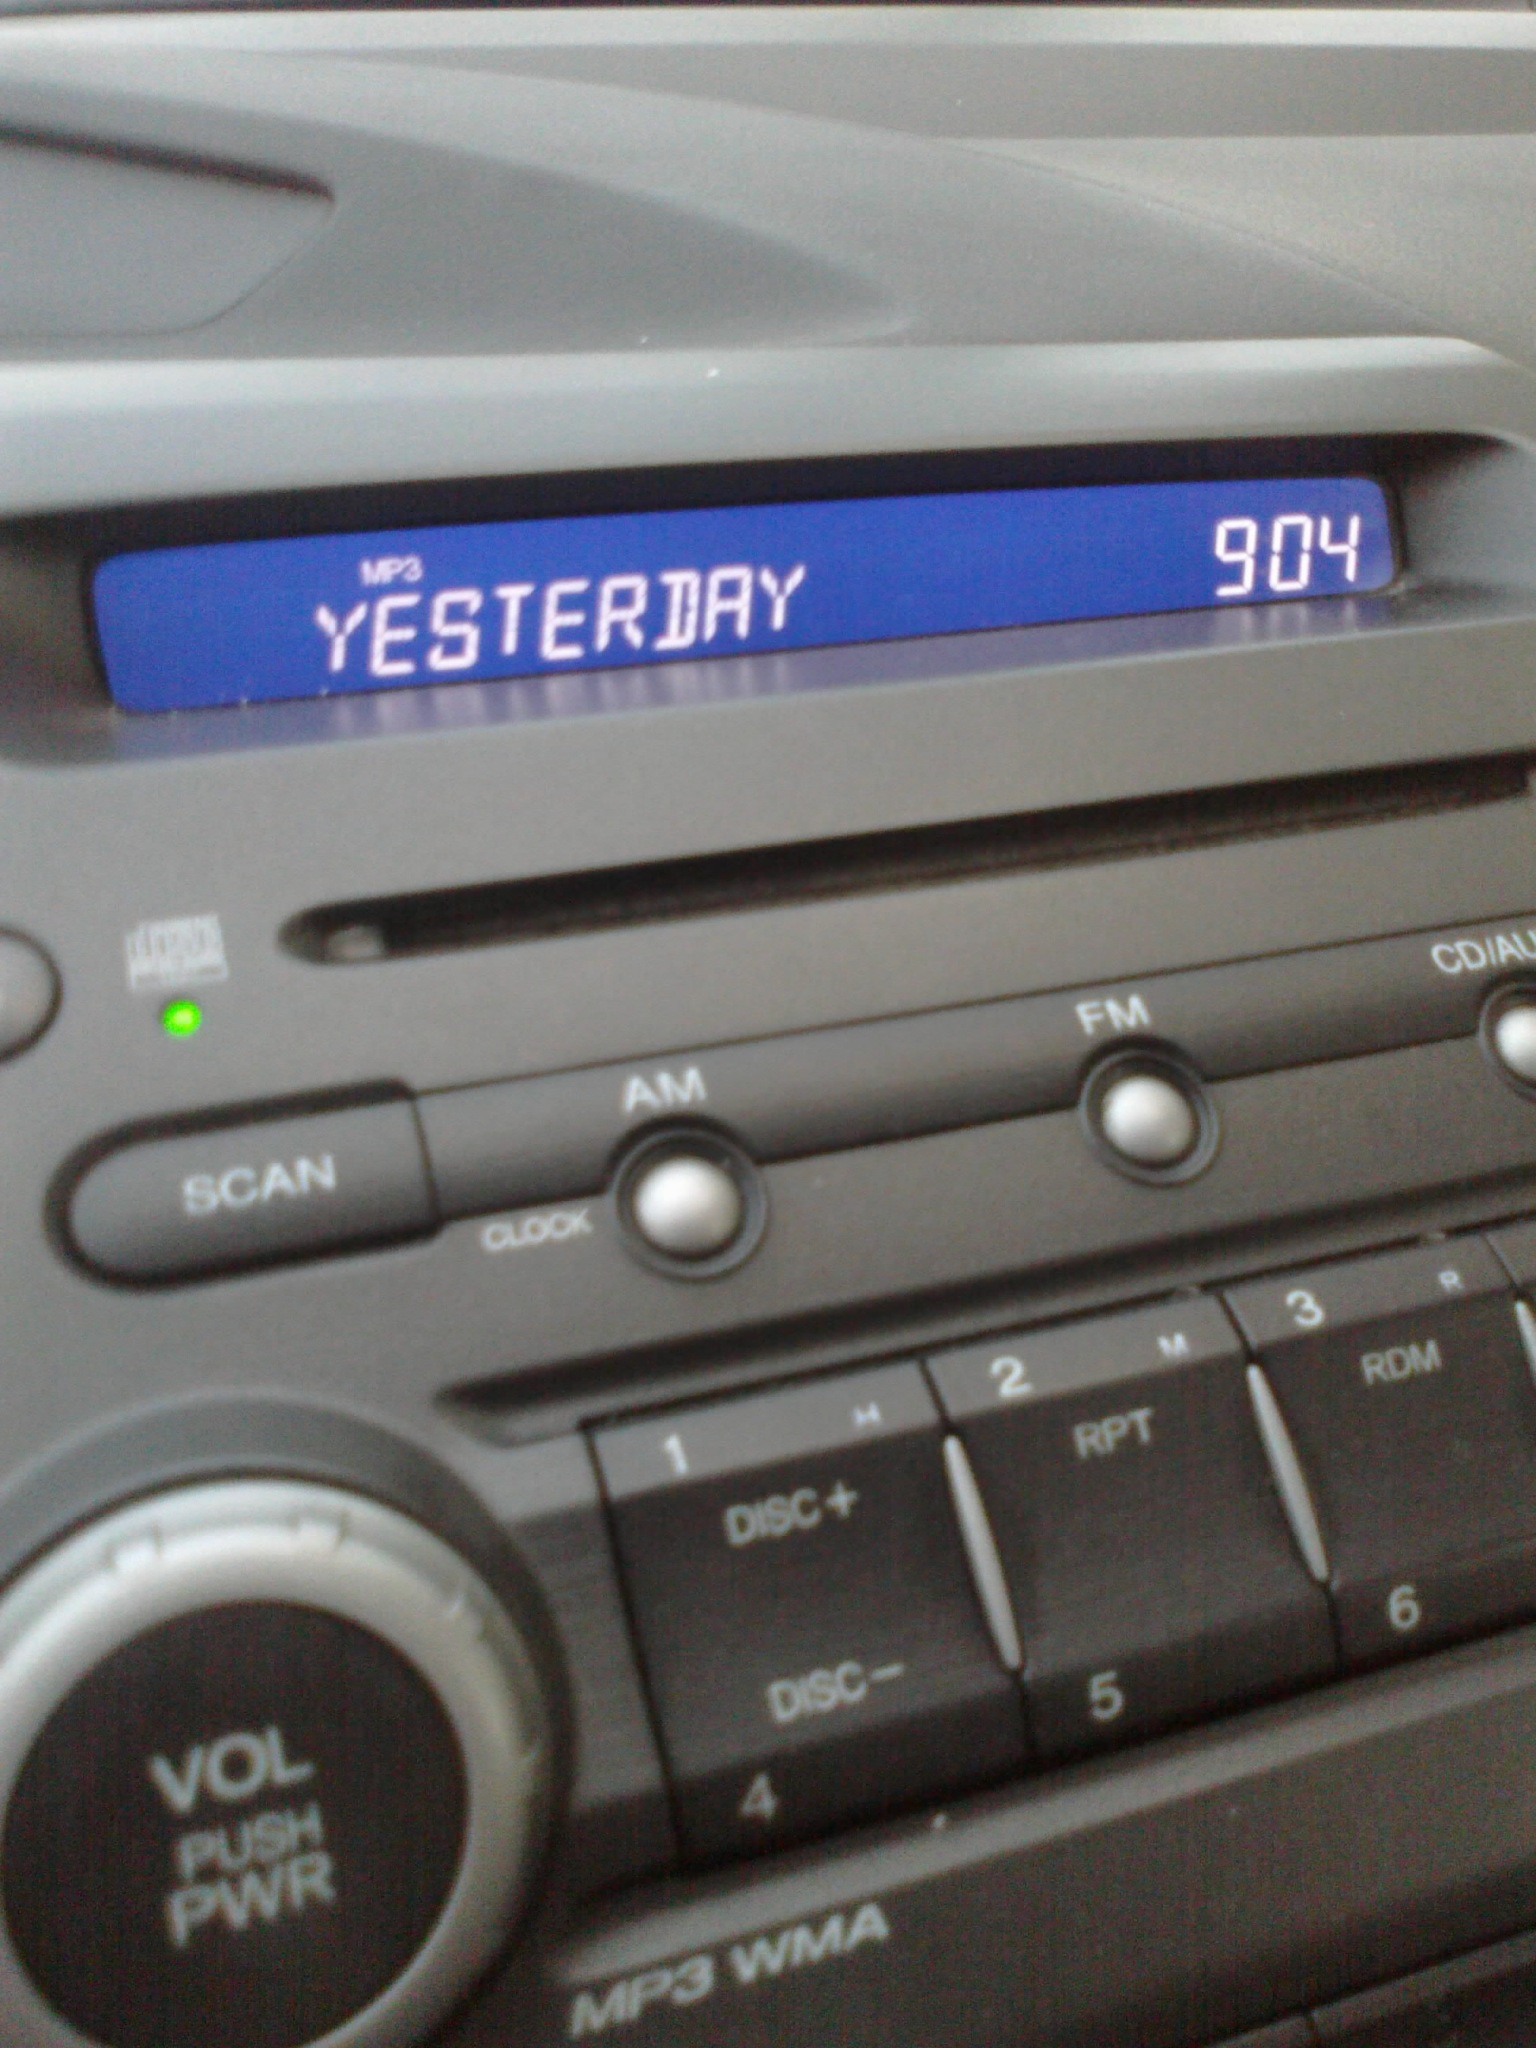 MP3
YESTERDAY 904
CD/AU
FM
AM
SCAN
CLOCK
1 H 2 M 3 R
DISC+ RPT RDM
DISC-
4 5 6
VOL
PUSH
PWR
MP3 WMA